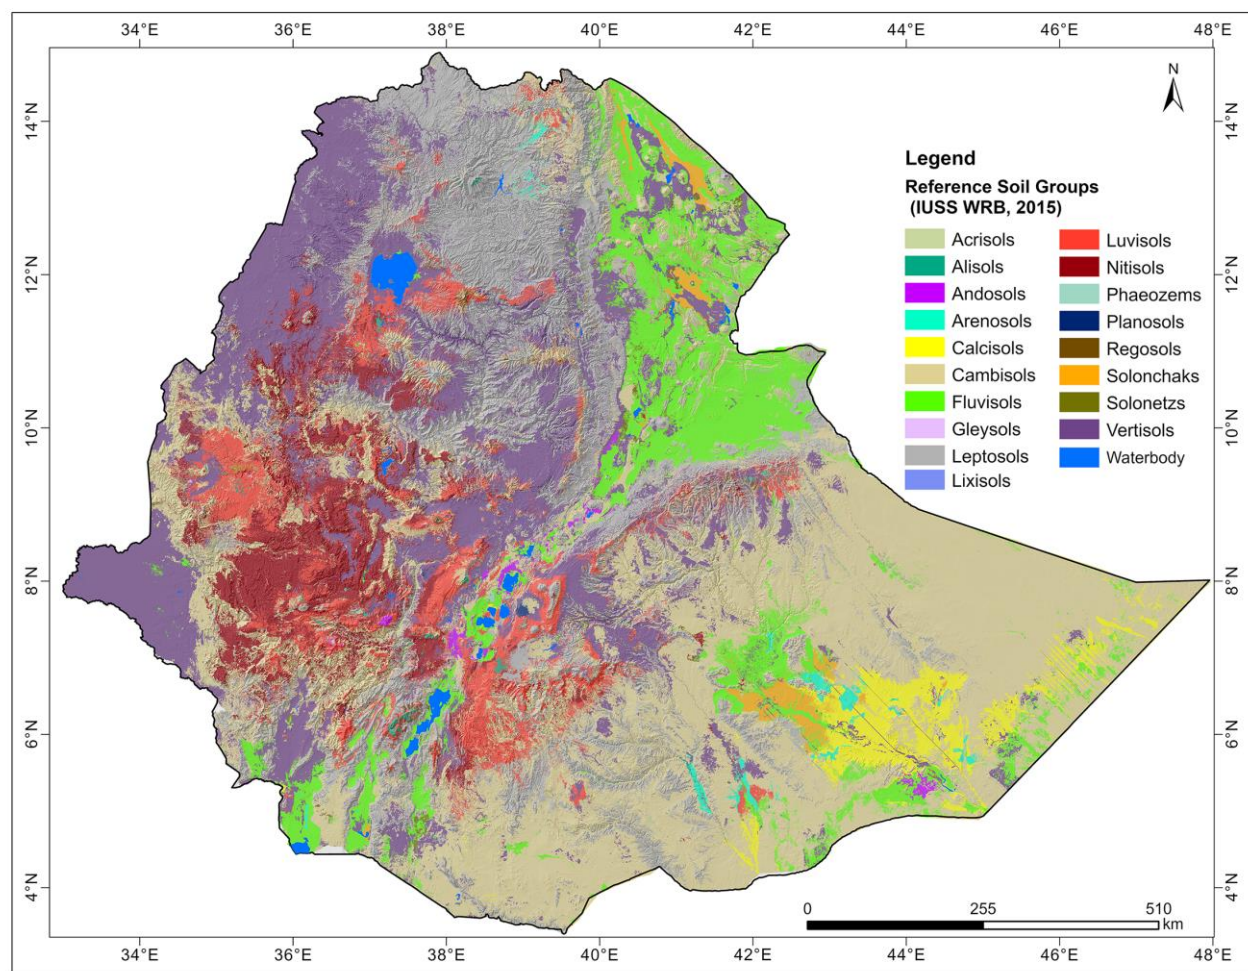 34°E 36°E 38°E 40°E 42°E 44°E 46°E 48°E
N
14°N 14°N
Legend
Reference Soil Groups
(IUSS WRB, 2015)
Acrisols Luvisols
12°N Alisols Nitisols 12°N
Andosols Phaeozems
Arenosols Planosols
Calcisols Regosols
Cambisols Solonchaks
Fluvisols Solonetzs
10°N Gleysols Vertisols 10°N
Leptosols Waterbody
Lixisols
8°N 8°N
6°N 6°N
4°N 4°N
0 255 510
km
34°E 36°E 38°E 40°E 42°E 44°E 46°E 48°E